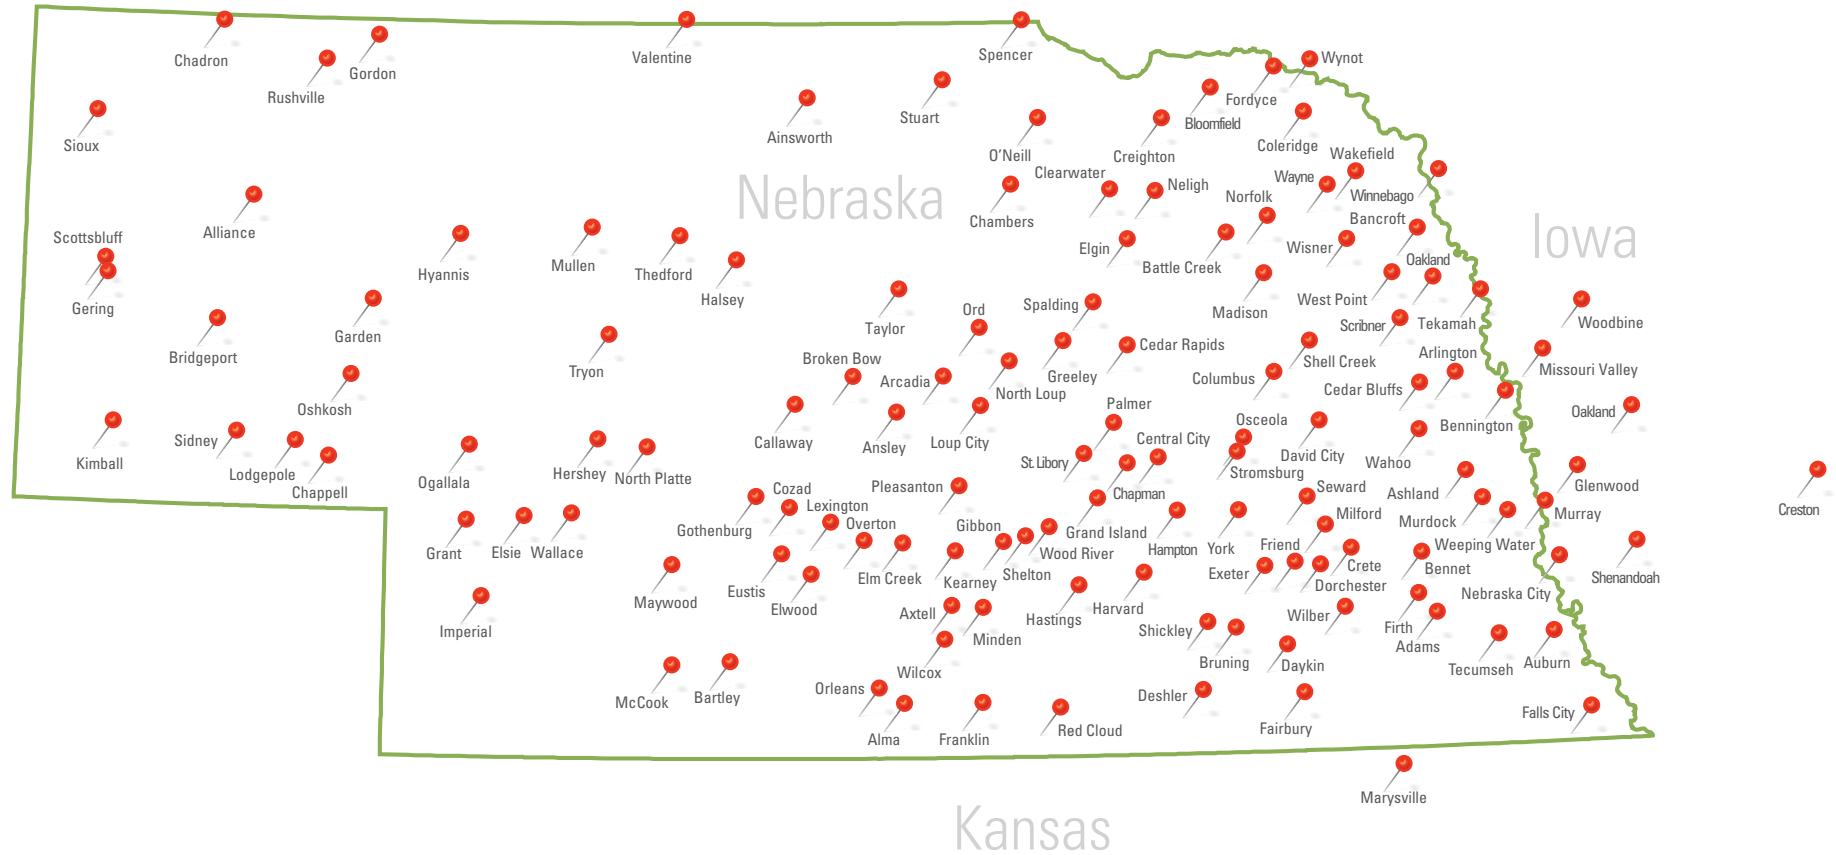 Chadron
Rushville
Gordon
Valentine
Spencer
Wynot
Fordyce
Bloomfield
Sioux
Ainsworth
Stuart
O'Neill
Creighton
Coleridge
Wakefield
Clearwater
Neligh
Wayne
Winnebago
Norfolk
Nebraska
Chambers
Bancroft
Alliance
Scottsbluff
Elgin
Wisner
Iowa
Hyannis
Mullen
Thedford
Battle Creek
Oakland
Halsey
Gering
West Point
Madison
Spalding
Ord
Taylor
Scribner
Tekamah
Woodbine
Garden
Bridgeport
Cedar Rapids
Tryon
Broken Bow
Arcadia
Greeley
Shell Creek
Arlington
Missouri Valley
Columbus
Cedar Bluffs
North Loup
Oshkosh
Palmer
Oakland
Osceola
Bennington
Sidney
Callaway
Ansley
Loup City
Central City
David City
Kimball
St. Libory
Wahoo
Lodgepole
Hershey
North Platte
Stromsburg
Chappell
Ogallala
Cozad
Pleasanton
Chapman
Seward
Ashland
Glenwood
Lexington
Creston
Gothenburg
Overton
Gibbon
Grand Island
Milford
Murdock
Murray
Grant
Elsie
Wallace
Wood River
Hampton
York
Friend
Weeping Water
Elm Creek
Kearney
Shelton
Exeter
Crete
Bennet
Shenandoah
Eustis
Dorchester
Maywood
Elwood
Axtell
Hastings
Harvard
Wilber
Nebraska City
Imperial
Minden
Shickley
Firth
Adams
Wilcox
Bruning
Daykin
Tecumseh
Auburn
McCook
Bartley
Orleans
Deshler
Falls City
Alma
Franklin
Red Cloud
Fairbury
Marysville
Kansas